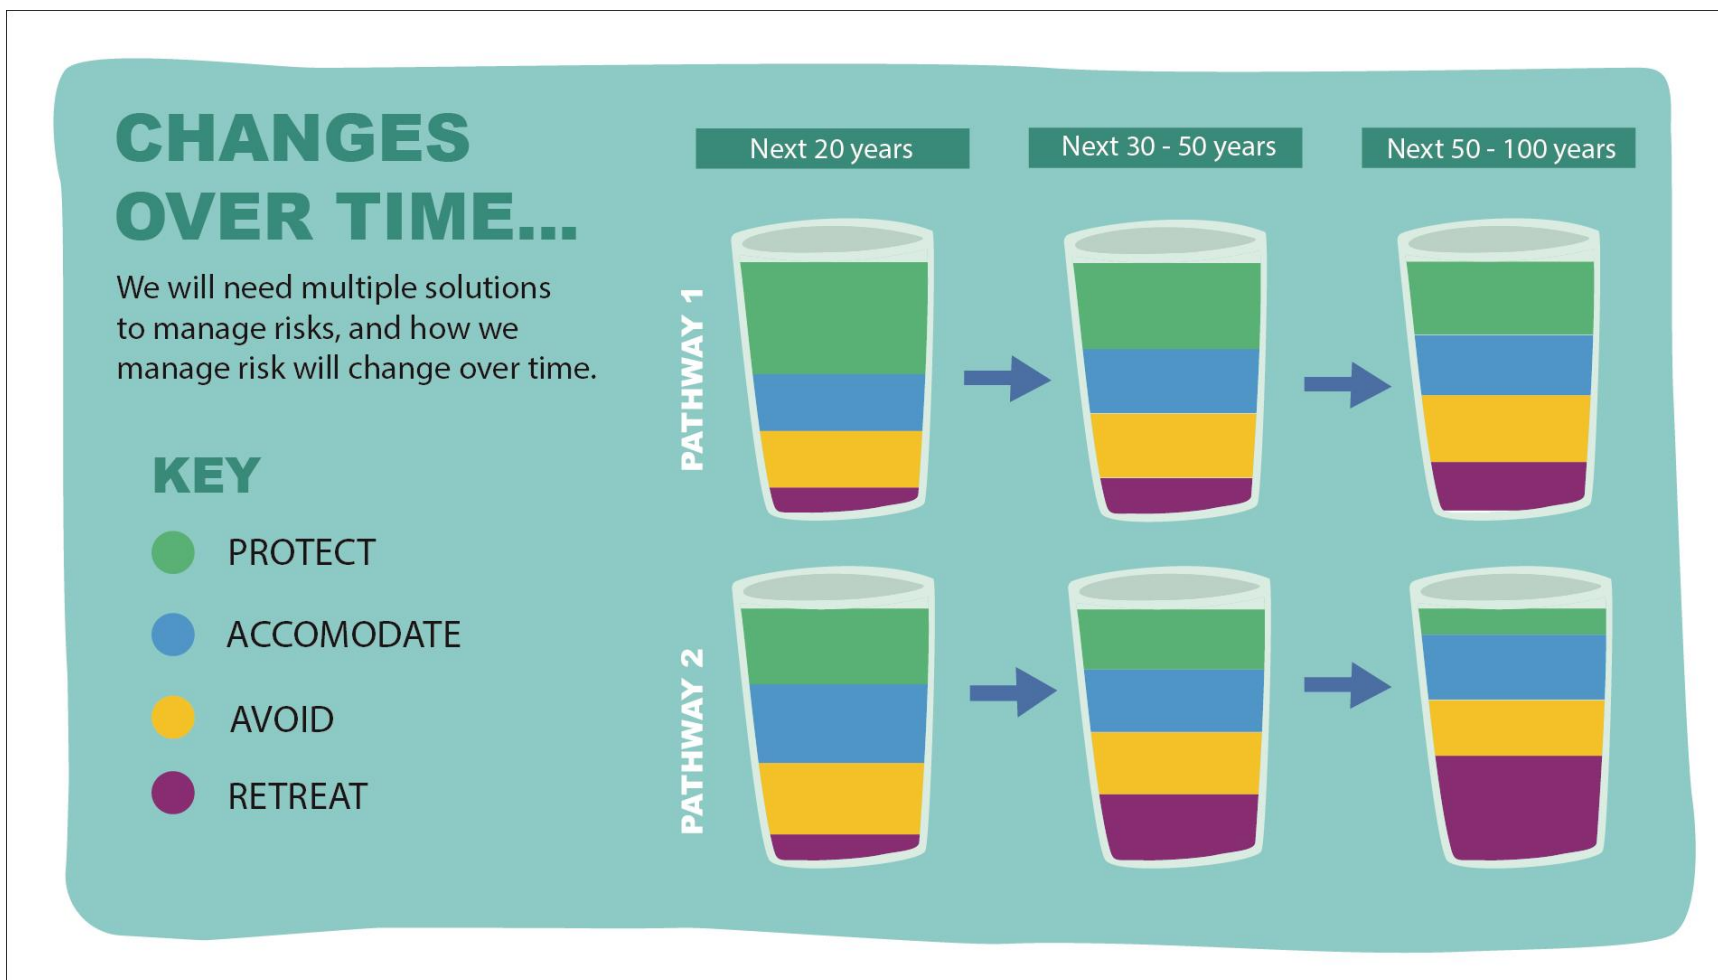 CHANGES
OVER TIME...
We will need multiple solutions
to manage risks, and how we
manage risk will change over time.
KEY
PROTECT
ACCOMODATE
AVOID
RETREAT
Next 20 years
Next 30 - 50 years
Next 50 - 100 years
PATHWAY 1
PATHWAY 2